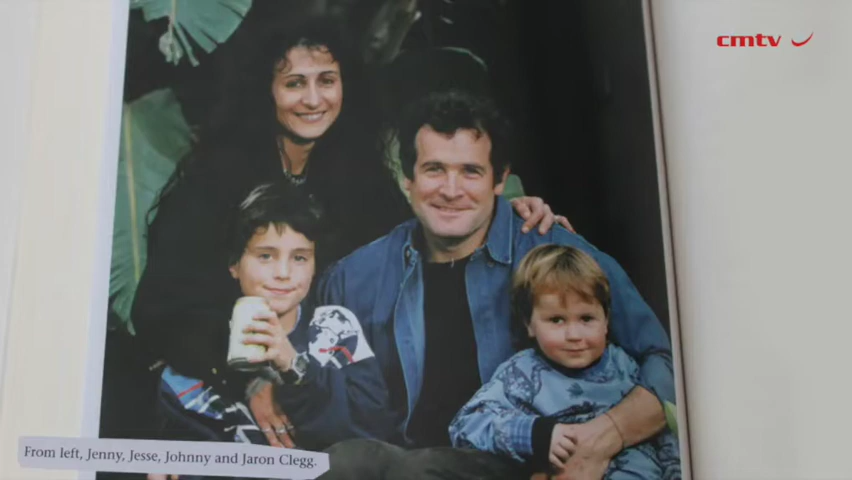 cmtv
From left, Jenny, Jesse, Johnny and Jaron Clegg.